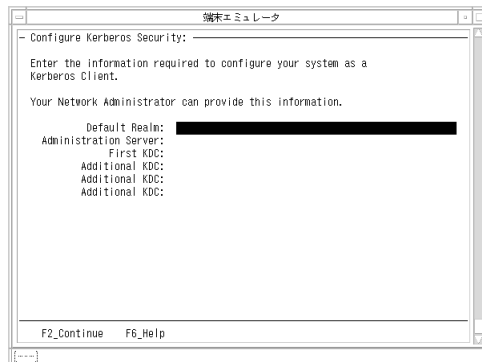 端末エミュレータ
Configure Kerberos Security:
Enter the information required to configure your system as a
Kerberos Client.
Your Network Administrator can provide this information.
Default Realm:
Administration Server:
First KDC:
Additional KDC:
Additional KDC:
Additional KDC:
F2_Continue F6_Help